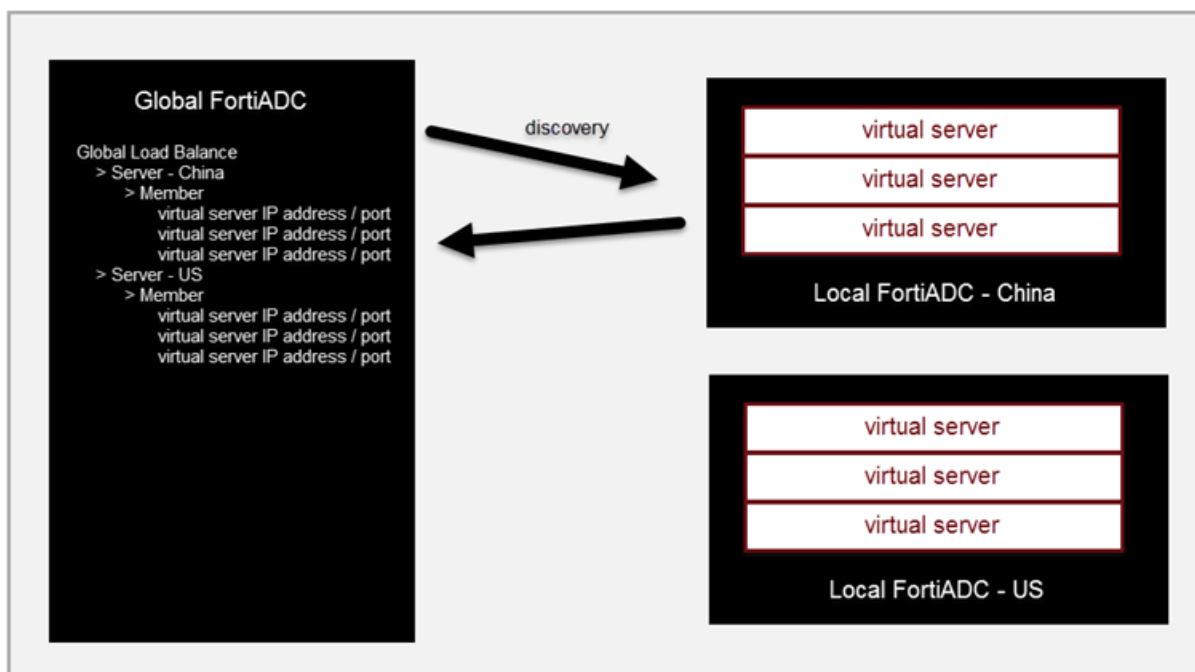 Global FortiADC
Global Load Balance
> Server - China
> Member
virtual server IP address / port
virtual server IP address / port
virtual server IP address / port
> Server - US
> Member
virtual server IP address / port
virtual server IP address / port
virtual server IP address / port
discovery
virtual server
virtual server
virtual server
Local FortiADC - China
virtual server
virtual server
virtual server
Local FortiADC - US